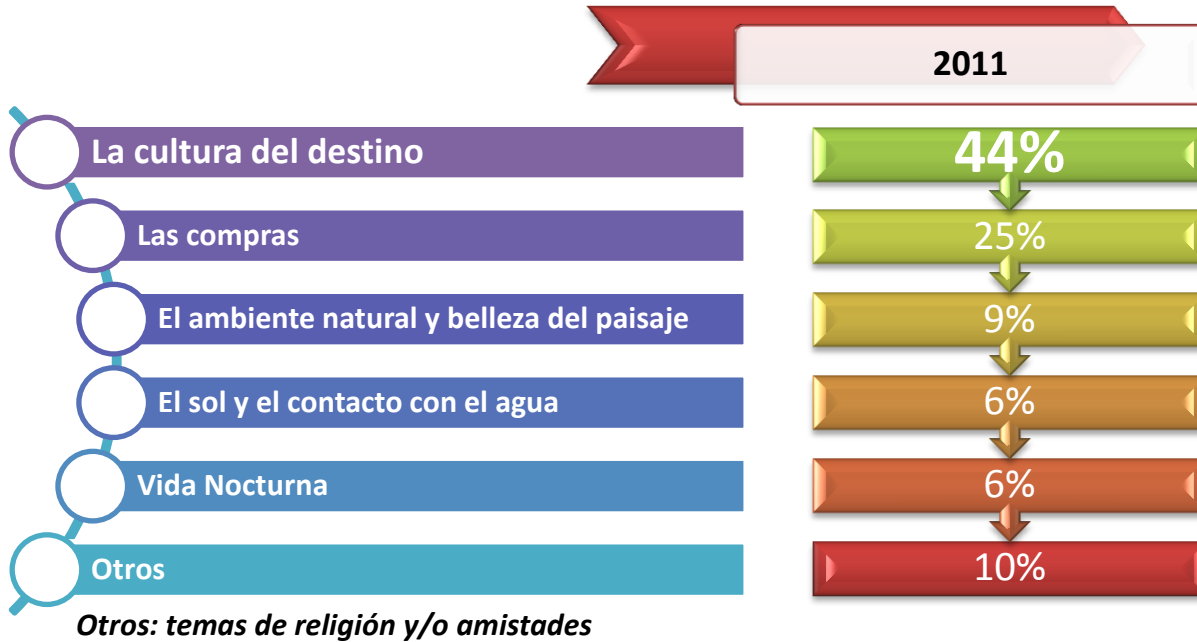 2011
La cultura del destino 44%
Las compras 25%
El ambiente natural y belleza del paisaje 9%
El sol y el contacto con el agua 6%
Vida Nocturna 6%
Otros 10%
Otros: temas de religión y/o amistades